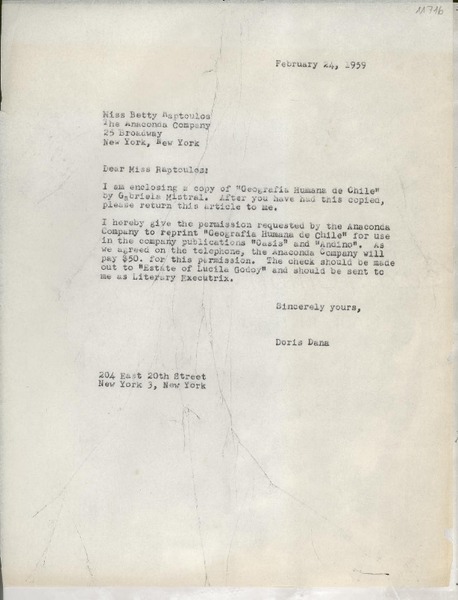 11716
February 24, 1959
Miss Betty Raptoulos
The Anaconda Company
25 Broadway
New York, New York
Dear Miss Raptoulos:
I am enclosing a copy of "Geografia Humana de Chile"
by Gabriela Mistral. After you have had this copied,
please return this article to me.
I hereby give the permission requested by the Anaconda
Company to reprint "Geografia Humana de Chile" for use
in the company publications "Oasis" and "Andino". As
we agreed on the telephone, the Anaconda Company will
pay $50. for this permission. The check should be made
out to "Estate of Lucila Godoy" and should be sent to
me as Literary Executrix.
Sincerely yours,
Doris Dana
204 East 20th Street
New York 3, New York